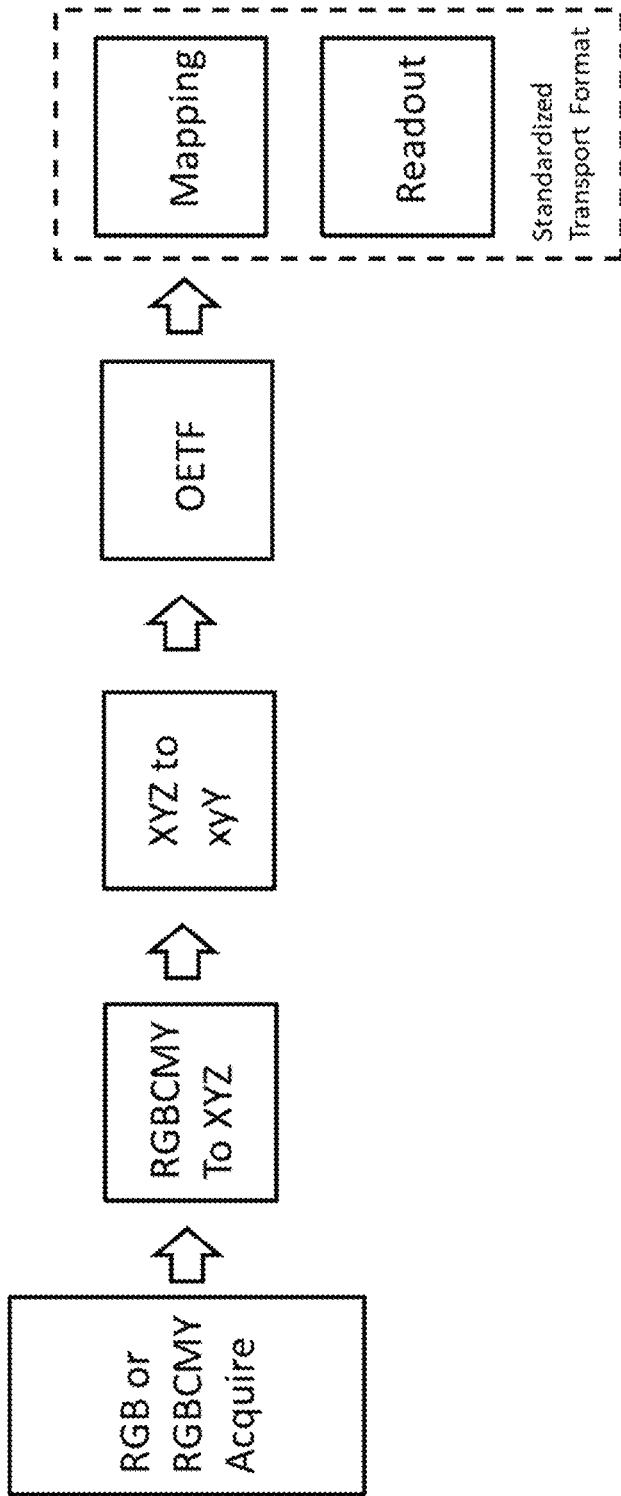 RGB or
RGBCMY
Acquire
RGBCMY
To XYZ
XYZ to
xyY
OETF
Mapping
Readout
Standardized
Transport Format